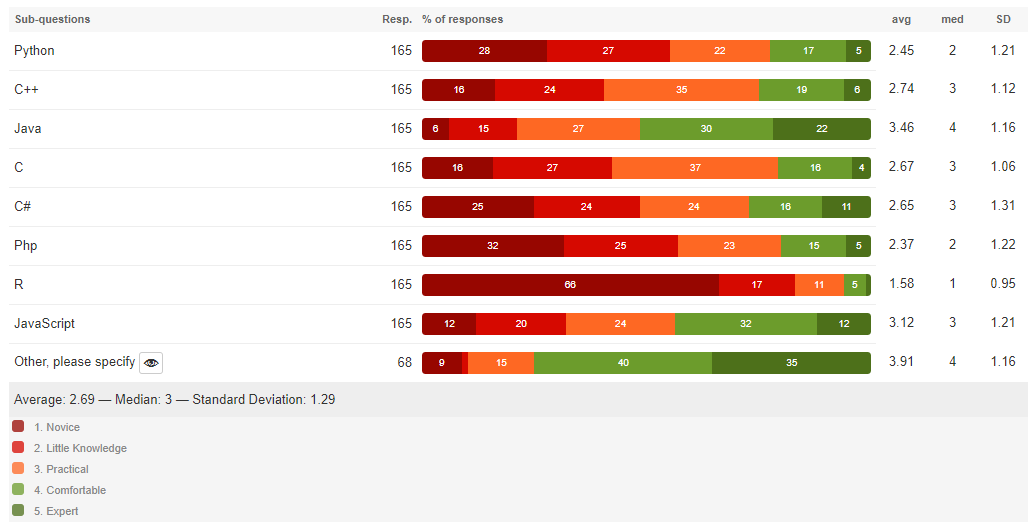 Sub-questions Resp. % of responses avg med SD
Python 165 28 27 22 17 5 2.45 2 1.21
C++ 165 16 24 35 19 6 2.74 3 1.12
Java 165 6 15 27 30 22 3.46 4 1.16
C 165 16 27 37 16 4 2.67 3 1.06
C# 165 25 24 24 16 11 2.65 3 1.31
Php 165 32 25 23 15 5 2.37 2 1.22
R 165 66 17 11 5 1.58 1 0.95
JavaScript 165 12 20 24 32 12 3.12 3 1.21
Other, please specify 68 9 15 40 35 3.91 4 1.16
Average: 2.69 — Median: 3 — Standard Deviation: 1.29
1. Novice
2. Little Knowledge
3. Practical
4. Comfortable
5. Expert